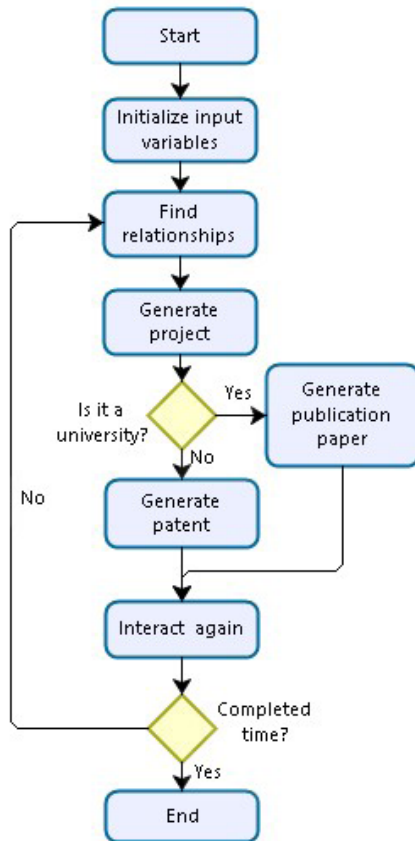 Start
Initialize input
variables
Find
relationships
Generate
project
Is it a
university?
Yes
Generate
publication
paper
No
Generate
patent
No
Interact again
Completed
time?
Yes
End